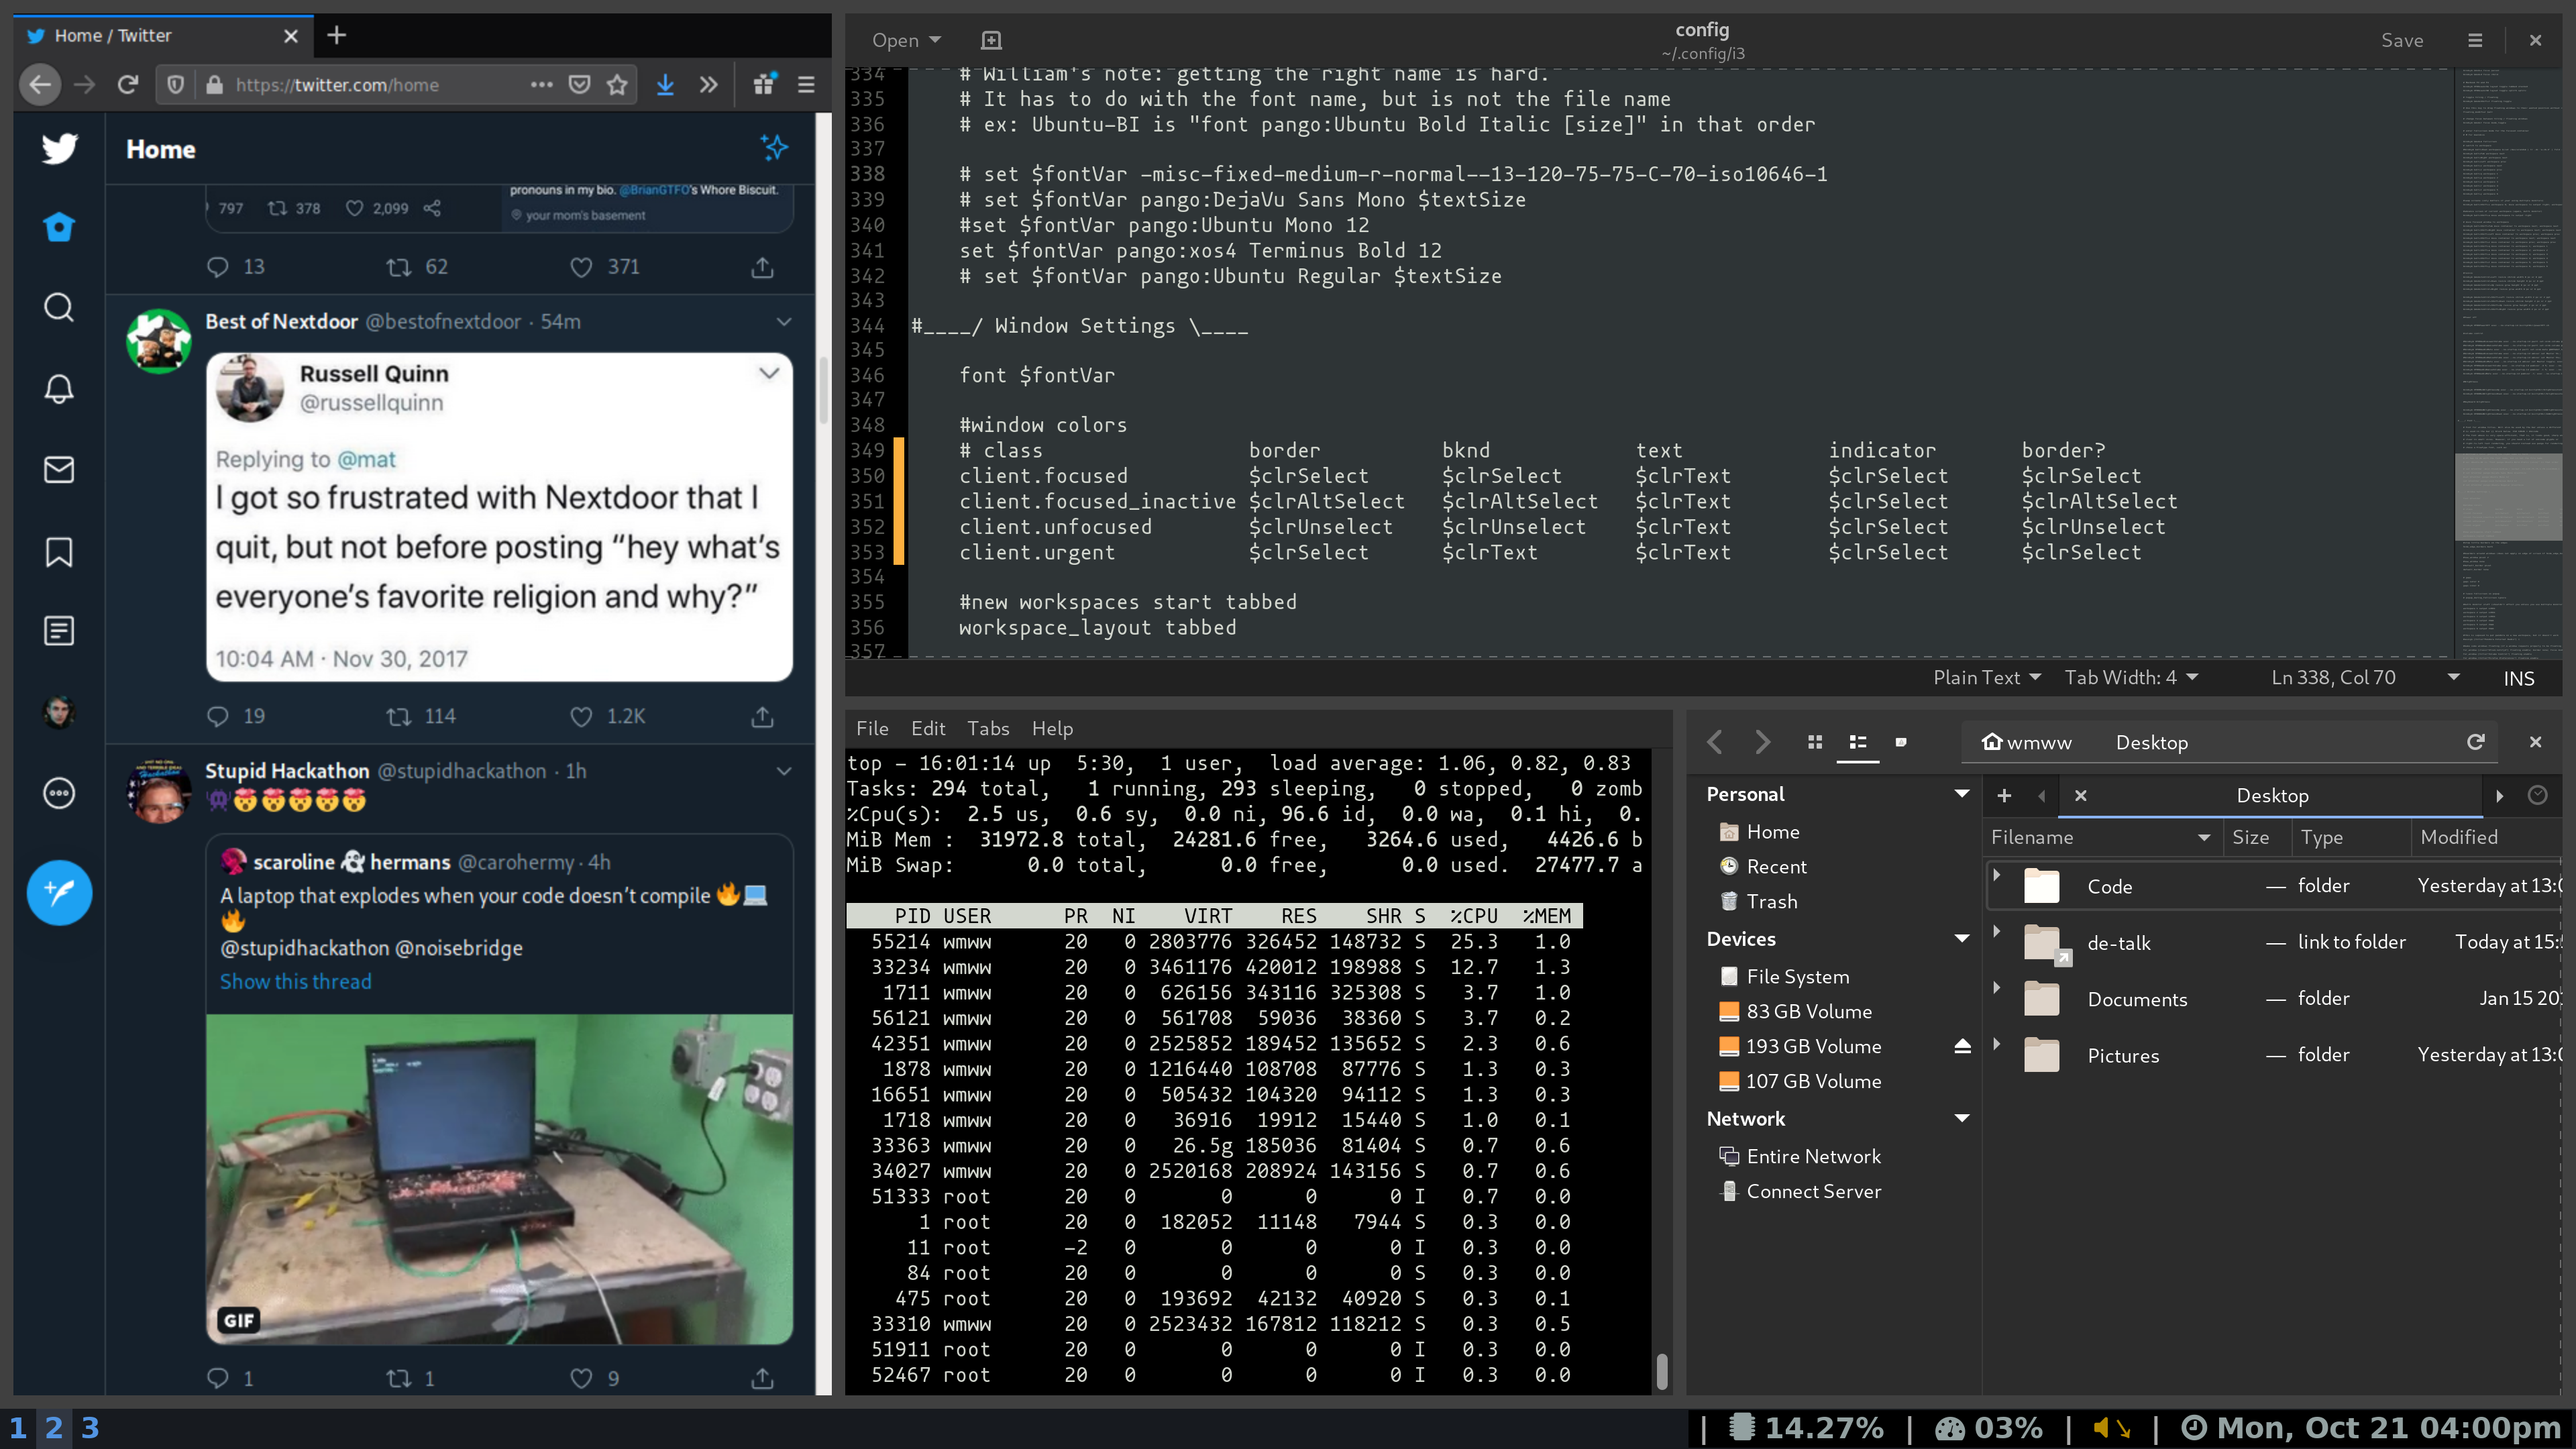 Home / Twitter
https://twitter.com/home
Home
pronouns in my bio. @BrianGTFO's Whore Biscuit.
797 378 2,099
your mom's basement
13 62 371
Best of Nextdoor @bestofnextdoor · 54m
Russell Quinn
@russellquinn
Replying to @mat
I got so frustrated with Nextdoor that I
quit, but not before posting “hey what’s
everyone’s favorite religion and why?”
10:04 AM · Nov 30, 2017
19 114 1.2K
Stupid Hackathon @stupidhackathon · 1h
scaroline 👻 hermans @carohermy · 4h
A laptop that explodes when your code doesn’t compile 🔥💻
🔥
@stupidhackathon @noisebridge
Show this thread
GIF
1 1 9
Open
config
~/.config/i3
Save
334 # William's note: getting the right name is hard.
335 # It has to do with the font name, but is not the file name
336 # ex: Ubuntu-BI is "font pango:Ubuntu Bold Italic [size]" in that order
337
338 # set $fontVar -misc-fixed-medium-r-normal--13-120-75-75-C-70-iso10646-1
339 # set $fontVar pango:DejaVu Sans Mono $textSize
340 #set $fontVar pango:Ubuntu Mono 12
341 set $fontVar pango:xos4 Terminus Bold 12
342 # set $fontVar pango:Ubuntu Regular $textSize
343
344 #____/ Window Settings \____
345
346 font $fontVar
347
348 #window colors
349 # class border bknd text indicator border?
350 client.focused $clrSelect $clrSelect $clrText $clrSelect $clrSelect
351 client.focused_inactive $clrAltSelect $clrAltSelect $clrText $clrSelect $clrAltSelect
352 client.unfocused $clrUnselect $clrUnselect $clrText $clrSelect $clrUnselect
353 client.urgent $clrSelect $clrText $clrText $clrSelect $clrSelect
354
355 #new workspaces start tabbed
356 workspace_layout tabbed
357
Plain Text Tab Width: 4 Ln 338, Col 70 INS
File Edit Tabs Help
top - 16:01:14 up 5:30, 1 user, load average: 1.06, 0.82, 0.83
Tasks: 294 total, 1 running, 293 sleeping, 0 stopped, 0 zomb
%Cpu(s): 2.5 us, 0.6 sy, 0.0 ni, 96.6 id, 0.0 wa, 0.1 hi, 0.
MiB Mem : 31972.8 total, 24281.6 free, 3264.6 used, 4426.6 b
MiB Swap: 0.0 total, 0.0 free, 0.0 used. 27477.7 a
PID USER PR NI VIRT RES SHR S %CPU %MEM
55214 wmww 20 0 2803776 326452 148732 S 25.3 1.0
33234 wmww 20 0 3461176 420012 198988 S 12.7 1.3
1711 wmww 20 0 626156 343116 325308 S 3.7 1.0
56121 wmww 20 0 561708 59036 38360 S 3.7 0.2
42351 wmww 20 0 2525852 189452 135652 S 2.3 0.6
1878 wmww 20 0 1216440 108708 87776 S 1.3 0.3
16651 wmww 20 0 505432 104320 94112 S 1.3 0.3
1718 wmww 20 0 36916 19912 15440 S 1.0 0.1
33363 wmww 20 0 26.5g 185036 81404 S 0.7 0.6
34027 wmww 20 0 2520168 208924 143156 S 0.7 0.6
51333 root 20 0 0 0 0 I 0.7 0.0
1 root 20 0 182052 11148 7944 S 0.3 0.0
11 root -2 0 0 0 0 I 0.3 0.0
84 root 20 0 0 0 0 S 0.3 0.0
475 root 20 0 193692 42132 40920 S 0.3 0.1
33310 wmww 20 0 2523432 167812 118212 S 0.3 0.5
51911 root 20 0 0 0 0 I 0.3 0.0
52467 root 20 0 0 0 0 I 0.3 0.0
wmww Desktop
Personal
Home
Recent
Trash
Devices
File System
83 GB Volume
193 GB Volume
107 GB Volume
Network
Entire Network
Connect Server
Desktop
Filename Size Type Modified
Code — folder Yesterday at 13:0
de-talk — link to folder Today at 15:
Documents — folder Jan 15 20
Pictures — folder Yesterday at 13:0
1 2 3
| 14.27% | 03% | | Mon, Oct 21 04:00pm